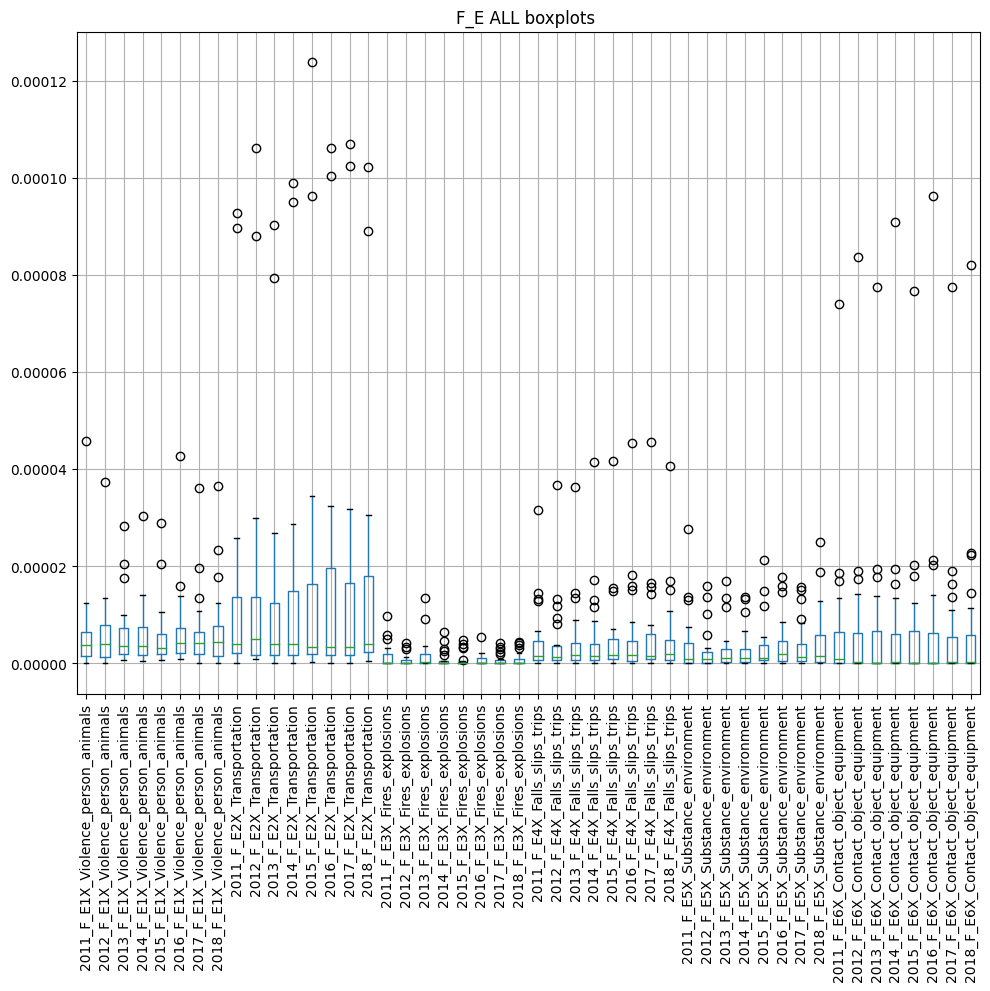 F_E ALL boxplots
0.00012
0.00010
0.00008
0.00006
0.00004
0.00002
0.00000
2011_F_E1X_Violence_person_animals
2012_F_E1X_Violence_person_animals
2013_F_E1X_Violence_person_animals
2014_F_E1X_Violence_person_animals
2015_F_E1X_Violence_person_animals
2016_F_E1X_Violence_person_animals
2017_F_E1X_Violence_person_animals
2018_F_E1X_Violence_person_animals
2011_F_E2X_Transportation
2012_F_E2X_Transportation
2013_F_E2X_Transportation
2014_F_E2X_Transportation
2015_F_E2X_Transportation
2016_F_E2X_Transportation
2017_F_E2X_Transportation
2018_F_E2X_Transportation
2011_F_E3X_Fires_explosions
2012_F_E3X_Fires_explosions
2013_F_E3X_Fires_explosions
2014_F_E3X_Fires_explosions
2015_F_E3X_Fires_explosions
2016_F_E3X_Fires_explosions
2017_F_E3X_Fires_explosions
2018_F_E3X_Fires_explosions
2011_F_E4X_Falls_slips_trips
2012_F_E4X_Falls_slips_trips
2013_F_E4X_Falls_slips_trips
2014_F_E4X_Falls_slips_trips
2015_F_E4X_Falls_slips_trips
2016_F_E4X_Falls_slips_trips
2017_F_E4X_Falls_slips_trips
2018_F_E4X_Falls_slips_trips
2011_F_E5X_Substance_environment
2012_F_E5X_Substance_environment
2013_F_E5X_Substance_environment
2014_F_E5X_Substance_environment
2015_F_E5X_Substance_environment
2016_F_E5X_Substance_environment
2017_F_E5X_Substance_environment
2018_F_E5X_Substance_environment
2011_F_E6X_Contact_object_equipment
2012_F_E6X_Contact_object_equipment
2013_F_E6X_Contact_object_equipment
2014_F_E6X_Contact_object_equipment
2015_F_E6X_Contact_object_equipment
2016_F_E6X_Contact_object_equipment
2017_F_E6X_Contact_object_equipment
2018_F_E6X_Contact_object_equipment